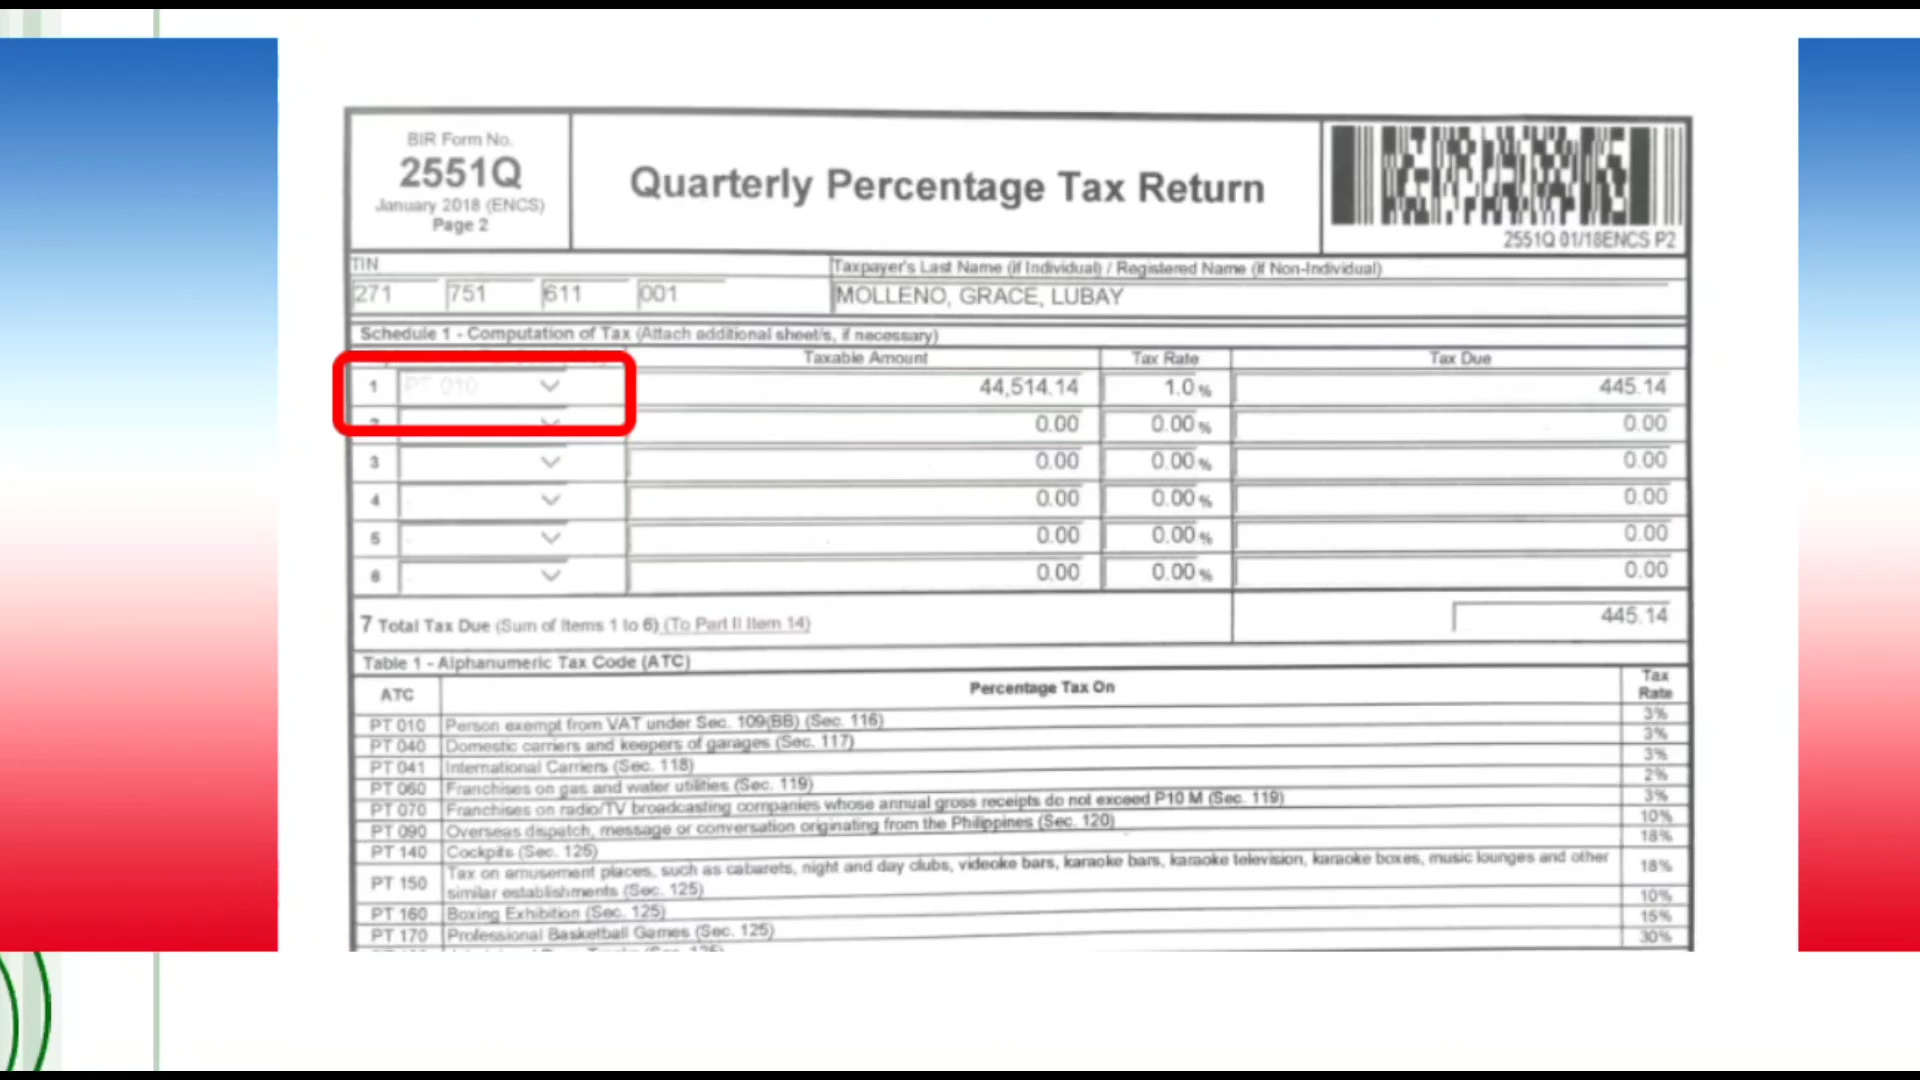 BIR Form No.
2551Q
January 2018 (ENCS)
Page 2
Quarterly Percentage Tax Return
2551Q 01/18ENCS P2
TIN
Taxpayer's Last Name (if Individual) / Registered Name (if Non-Individual)
271 751 611 001
MOLLENO, GRACE, LUBAY
Schedule 1 - Computation of Tax (Attach additional sheet/s, if necessary)
Taxable Amount Tax Rate Tax Due
1 PT 010 44,514.14 1.0 % 445.14
0.00 0.00 % 0.00
3 0.00 0.00 % 0.00
4 0.00 0.00 % 0.00
5 0.00 0.00 % 0.00
6 0.00 0.00 % 0.00
7 Total Tax Due (Sum of Items 1 to 6) (To Part II Item 14) 445.14
Table 1 - Alphanumeric Tax Code (ATC)
ATC Percentage Tax On Tax Rate
PT 010 Person exempt from VAT under Sec. 109(BB) (Sec. 116) 3%
PT 040 Domestic carriers and keepers of garages (Sec. 117) 3%
PT 041 International Carriers (Sec. 118) 3%
PT 060 Franchises on gas and water utilities (Sec. 119) 2%
PT 070 Franchises on radio/TV broadcasting companies whose annual gross receipts do not exceed P10 M (Sec. 119) 3%
PT 090 Overseas dispatch, message or conversation originating from the Philippines (Sec. 120) 10%
PT 140 Cockpits (Sec. 125) 18%
PT 150 Tax on amusement places, such as cabarets, night and day clubs, videoke bars, karaoke bars, karaoke television, karaoke boxes, music lounges and other
similar establishments (Sec. 125) 18%
PT 160 Boxing Exhibition (Sec. 125) 10%
PT 170 Professional Basketball Games (Sec. 125) 15%
30%